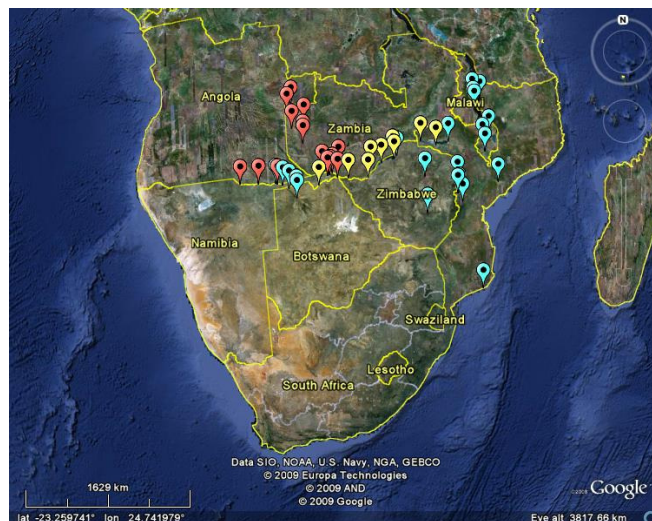 N
Angola
Zambia
Malawi
Zimbabwe
Namibia
Botswana
Swaziland
Lesotho
South Africa
Data SIO, NOAA, U.S. Navy, NGA, GEBCO
© 2009 Europa Technologies
© 2009 AND
© 2009 Google
©2009 Google
1629 km
lat -23.259741° lon 24.741979°
Eye alt 3817.66 km